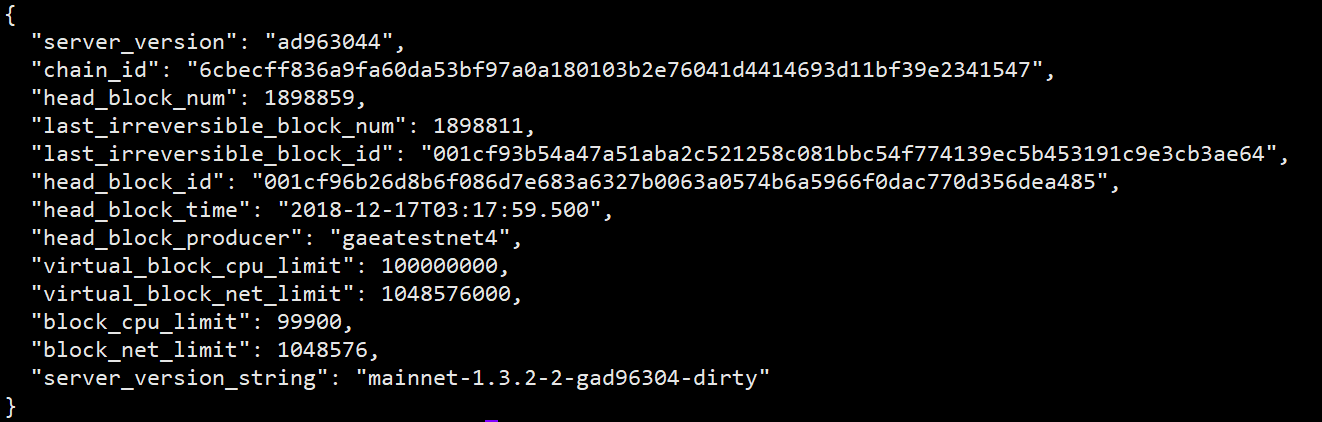 {
"server_version": "ad963044",
"chain_id": "6cbecff836a9fa60da53bf97a0a180103b2e76041d4414693d11bf39e2341547",
"head_block_num": 1898859,
"last_irreversible_block_num": 1898811,
"last_irreversible_block_id": "001cf93b54a47a51aba2c521258c081bbc54f774139ec5b453191c9e3cb3ae64",
"head_block_id": "001cf96b26d8b6f086d7e683a6327b0063a0574b6a5966f0dac770d356dea485",
"head_block_time": "2018-12-17T03:17:59.500",
"head_block_producer": "gaeatestnet4",
"virtual_block_cpu_limit": 100000000,
"virtual_block_net_limit": 1048576000,
"block_cpu_limit": 99900,
"block_net_limit": 1048576,
"server_version_string": "mainnet-1.3.2-2-gad96304-dirty"
}